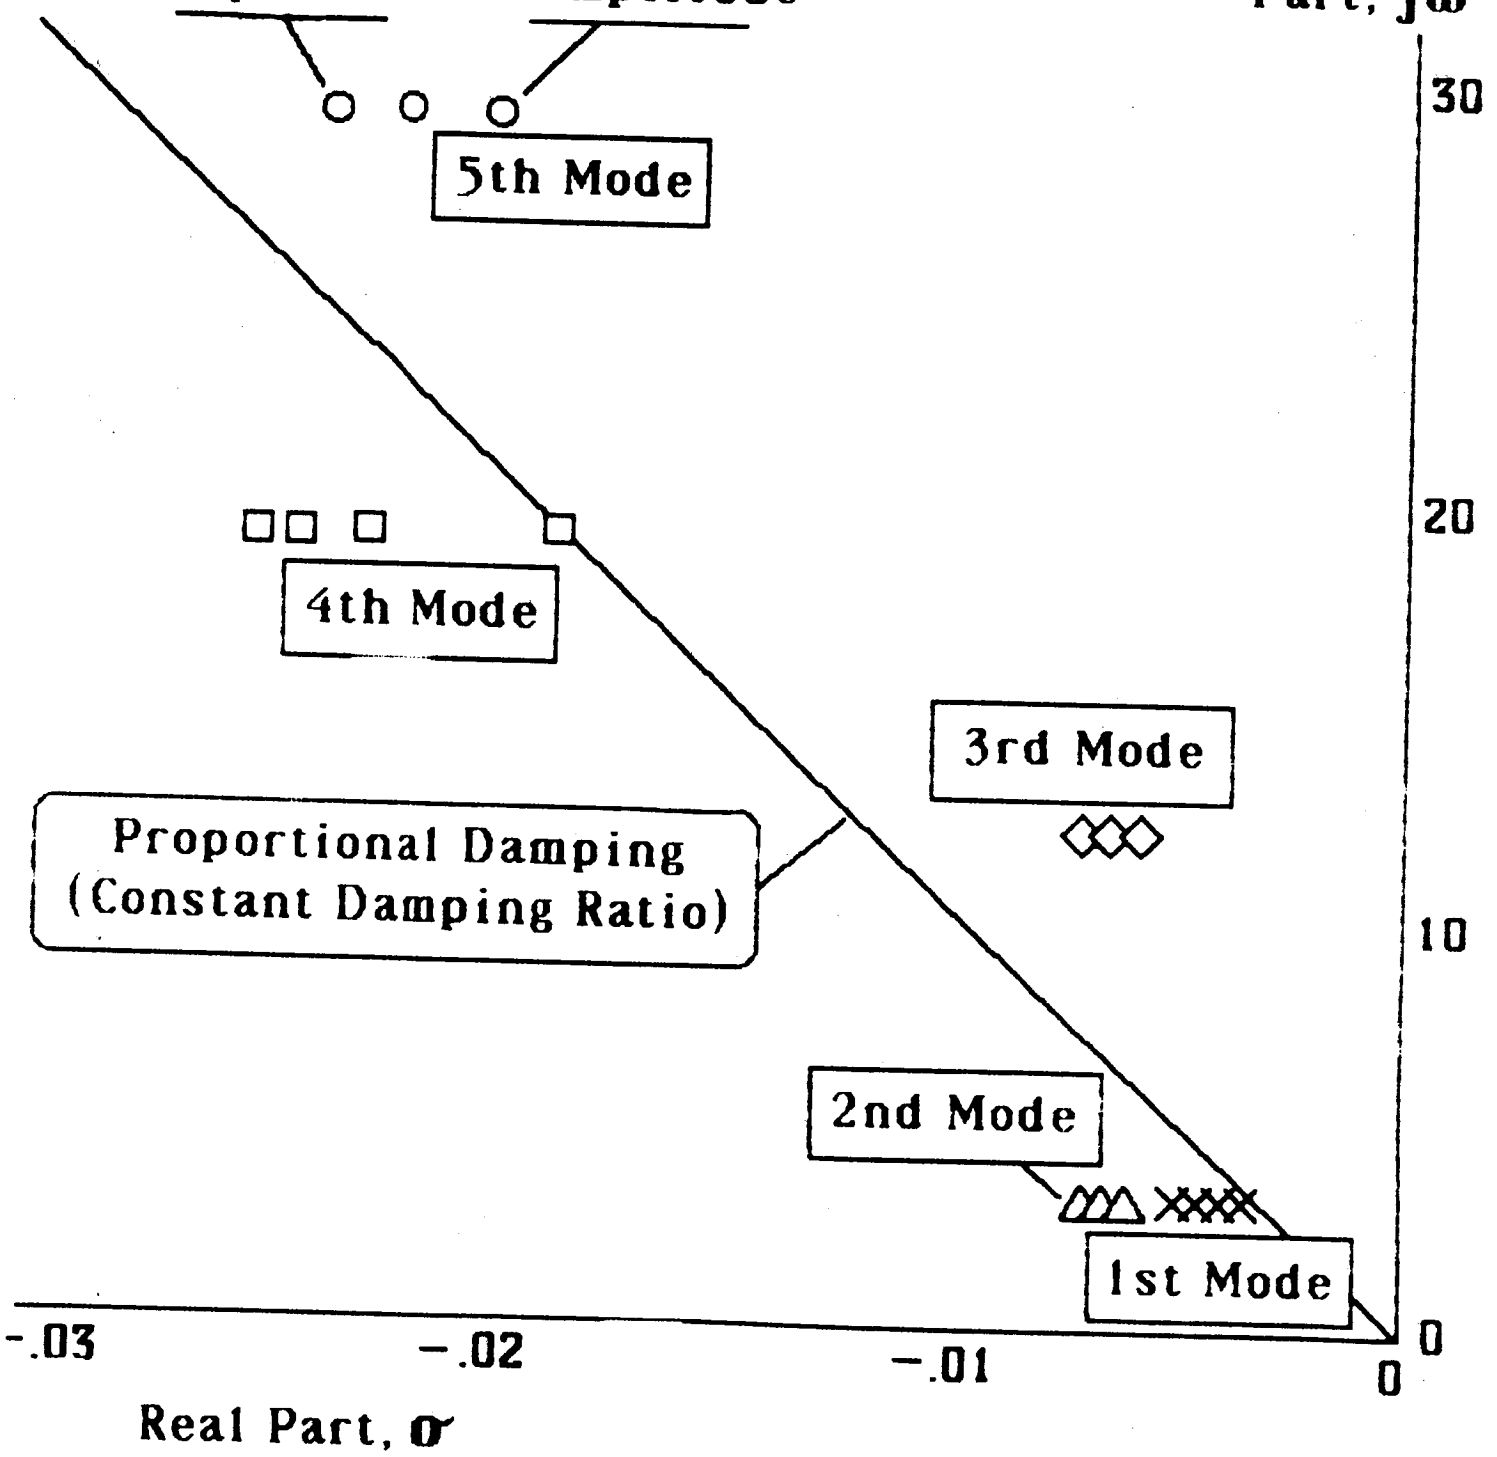 Part, jω
30
5th Mode
20
4th Mode
3rd Mode
Proportional Damping
(Constant Damping Ratio)
10
2nd Mode
1st Mode
0
-.03
-.02
-.01
0
Real Part, σ